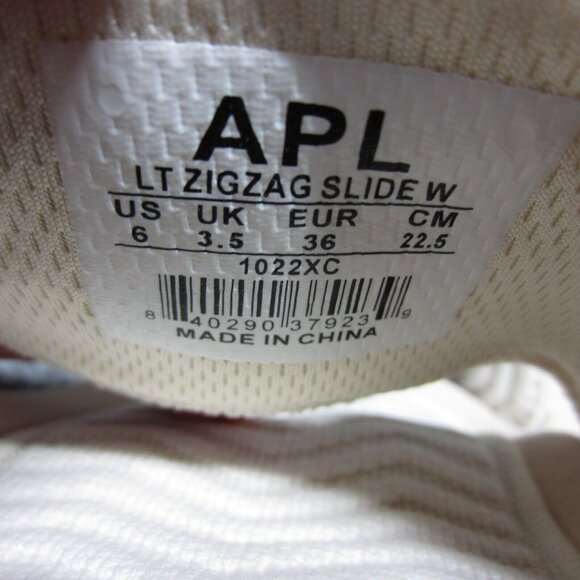 APL
LT ZIGZAG SLIDE W
US UK EUR CM
6 3.5 36 22.5
1022XC
8 40290 37923 9
MADE IN CHINA